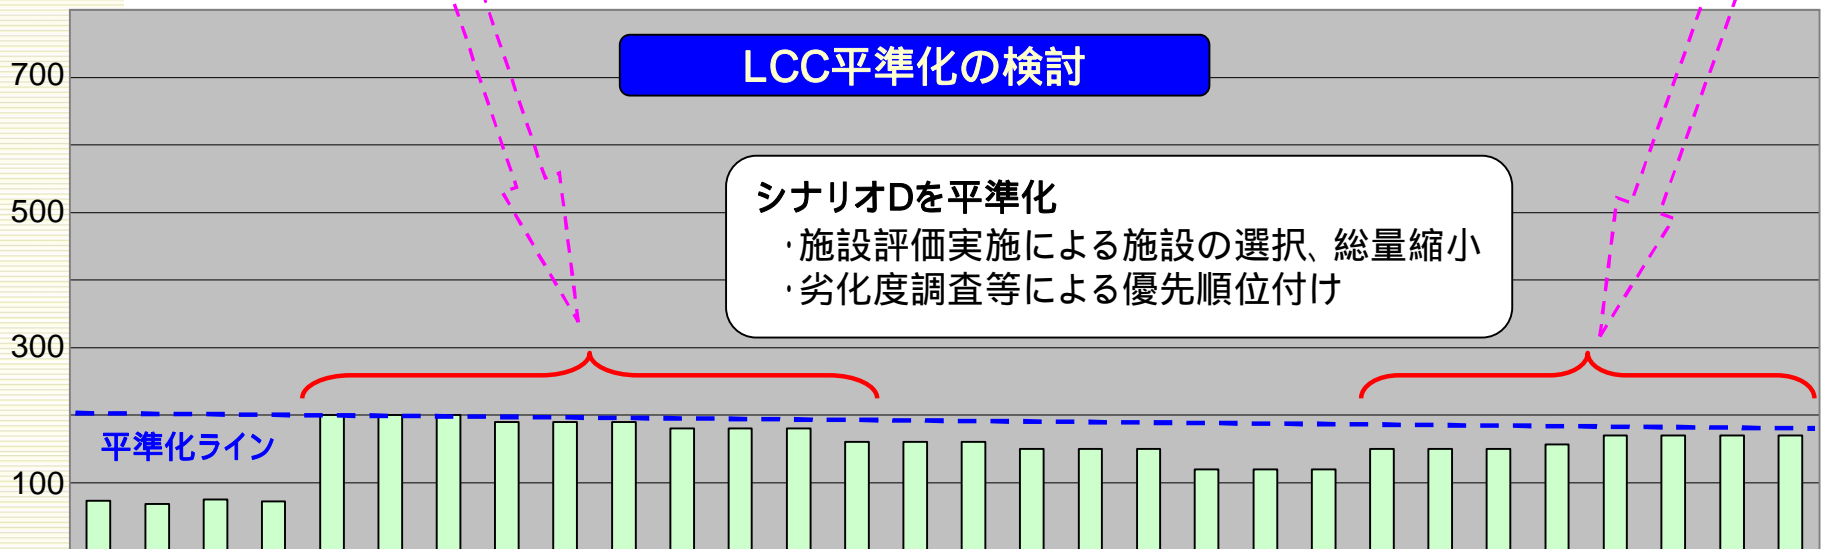 LCC平準化の検討
700
シナリオDを平準化
500
・施設評価実施による施設の選択、総量縮小
・劣化度調査等による優先順位付け
300
平準化ライン
100